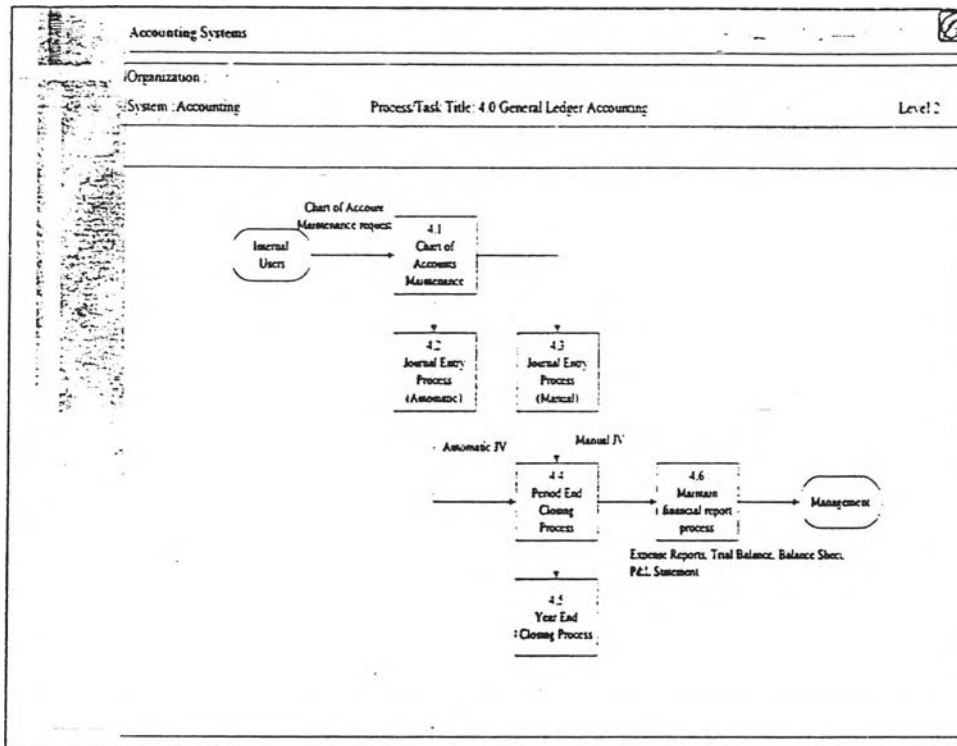 Accounting Systems
Organization :
System : Accounting
Process/Task Title: 4.0 General Ledger Accounting
Level 2
Chart of Account
Maintenance request
Internal
Users
4.1
Chart of
Accounts
Maintenance
4.2
Journal Entry
Process
(Automatic)
4.3
Journal Entry
Process
(Manual)
Automatic JV
Manual JV
4.4
Period End
Closing
Process
4.6
Maintain
financial report
process
Management
Expense Reports, Trial Balance, Balance Sheet,
P&L Statement
4.5
Year End
Closing Process